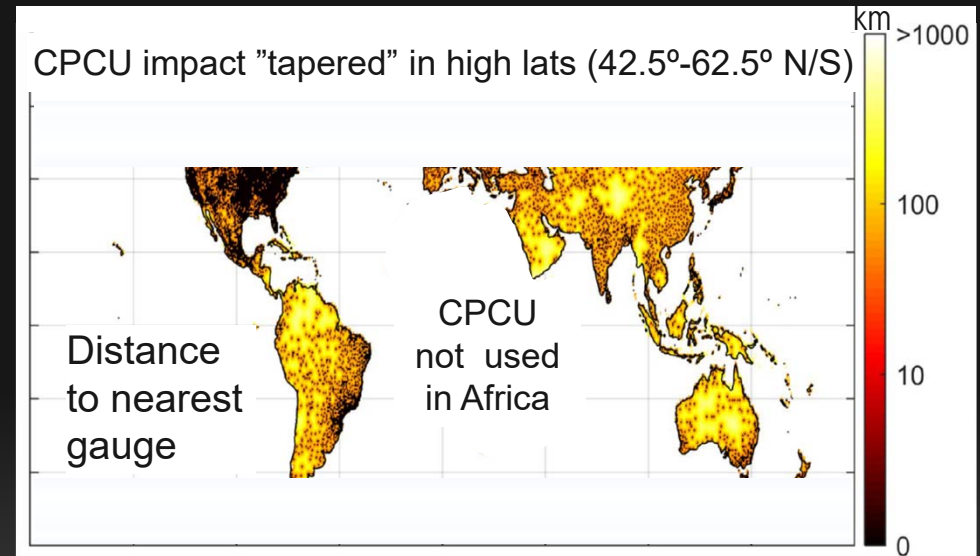 km
>1000
CPCU impact ”tapered” in high lats (42.5º-62.5º N/S)
100
CPCU
not used
in Africa
Distance
to nearest
gauge
10
0